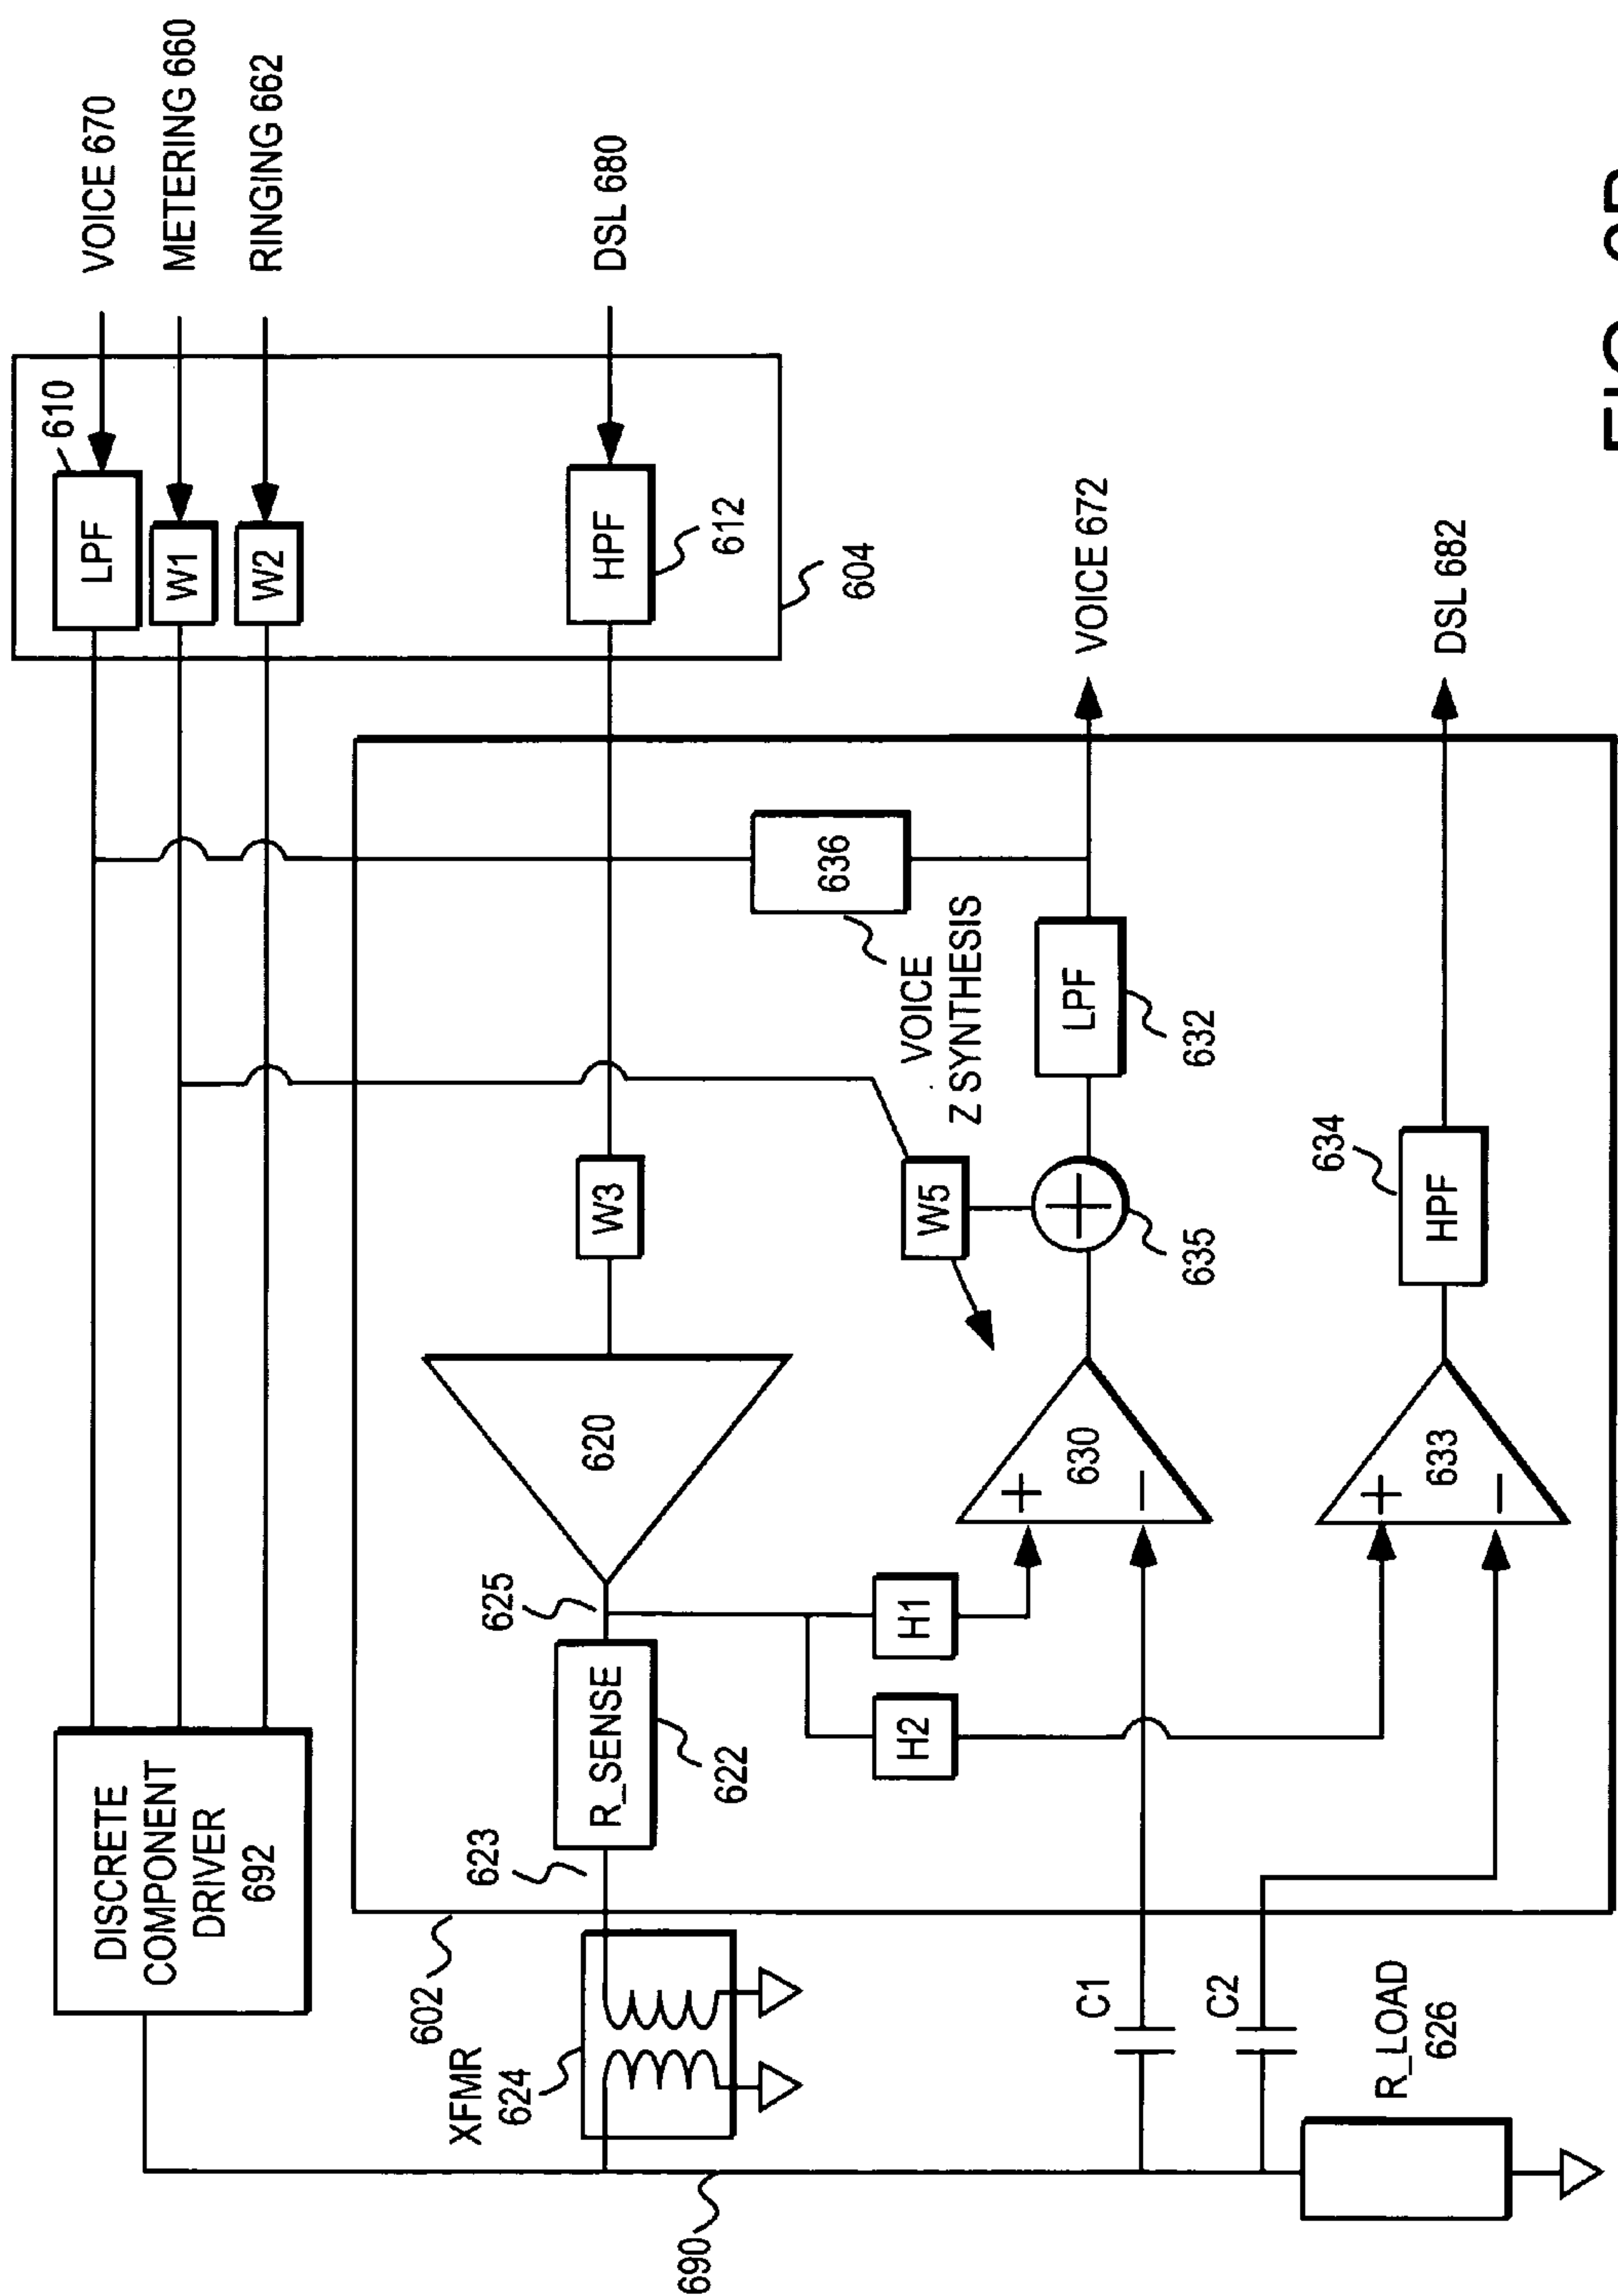 VOICE 670
METERING 660
RINGING 662
DSL 680
610
LPF
W1
W2
HPF
612
604
DISCRETE
COMPONENT
DRIVER
692
636
VOICE
Z SYNTHESIS
VOICE 672
DSL 682
W3
W5
LPF
632
635
634
HPF
620
625
R_SENSE
622
623
H1
H2
+
630
−
+
633
−
602
XFMR
624
C1
C2
R_LOAD
626
690